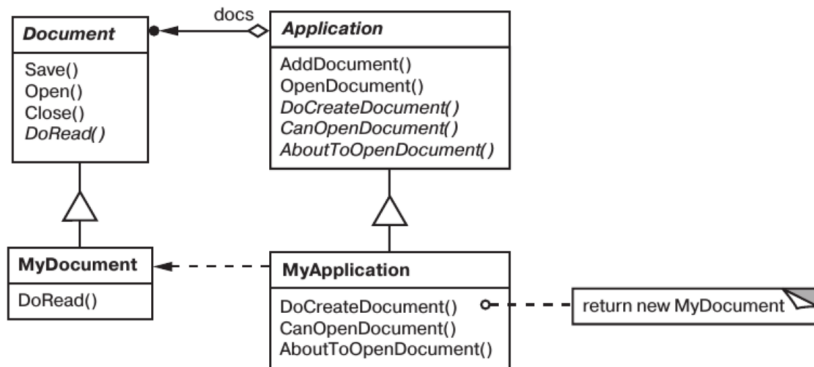 docs
Document
Save()
Open()
Close()
DoRead()
Application
AddDocument()
OpenDocument()
DoCreateDocument()
CanOpenDocument()
AboutToOpenDocument()
MyDocument
DoRead()
MyApplication
DoCreateDocument()
CanOpenDocument()
AboutToOpenDocument()
return new MyDocument